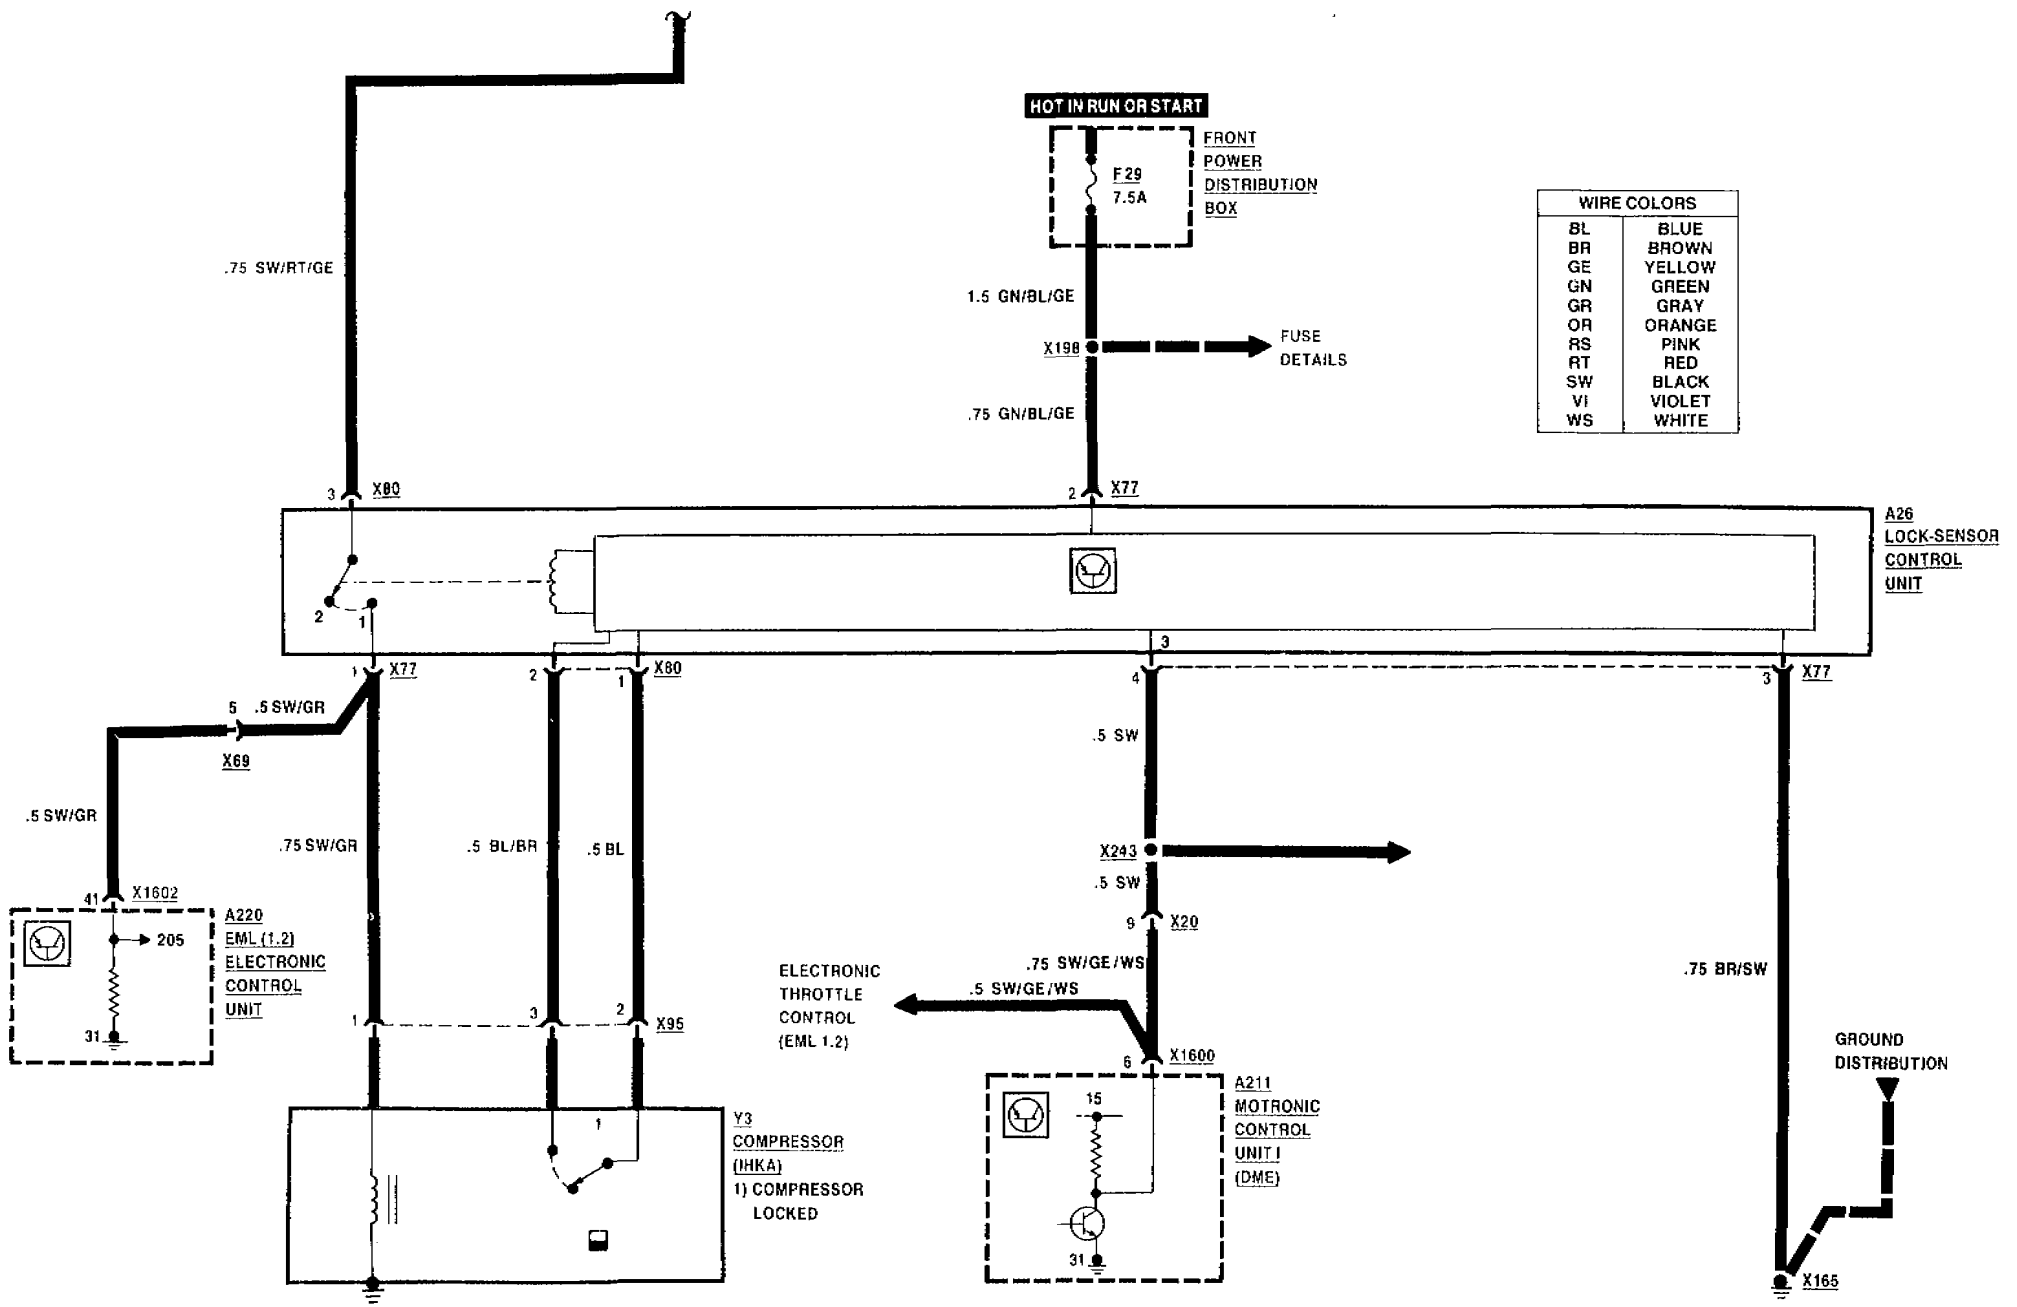 HOT IN RUN OR START
FRONT
POWER
DISTRIBUTION
BOX
F29
7.5A
WIRE COLORS
BL BLUE
BR BROWN
GE YELLOW
GN GREEN
GR GRAY
OR ORANGE
RS PINK
RT RED
SW BLACK
VI VIOLET
WS WHITE
.75 SW/RT/GE
1.5 GN/BL/GE
X198
FUSE
DETAILS
.75 GN/BL/GE
3 X80
2 X77
A26
LOCK-SENSOR
CONTROL
UNIT
2
1
3
1 X77
2
1 X80
4
3 X77
5 .5 SW/GR
X69
.5 SW
.5 SW/GR
.75 SW/GR
.5 BL/BR
.5 BL
X243
.5 SW
41 X1602
9 X20
A220
EML (1.2)
ELECTRONIC
CONTROL
UNIT
205
31
ELECTRONIC
THROTTLE
CONTROL
(EML 1.2)
.75 SW/GE/WS
.5 SW/GE/WS
.75 BR/SW
1
3
2 X95
6 X1600
GROUND
DISTRIBUTION
Y3
COMPRESSOR
(IHKA)
1) COMPRESSOR
LOCKED
1
15
31
A211
MOTRONIC
CONTROL
UNIT I
(DME)
X165